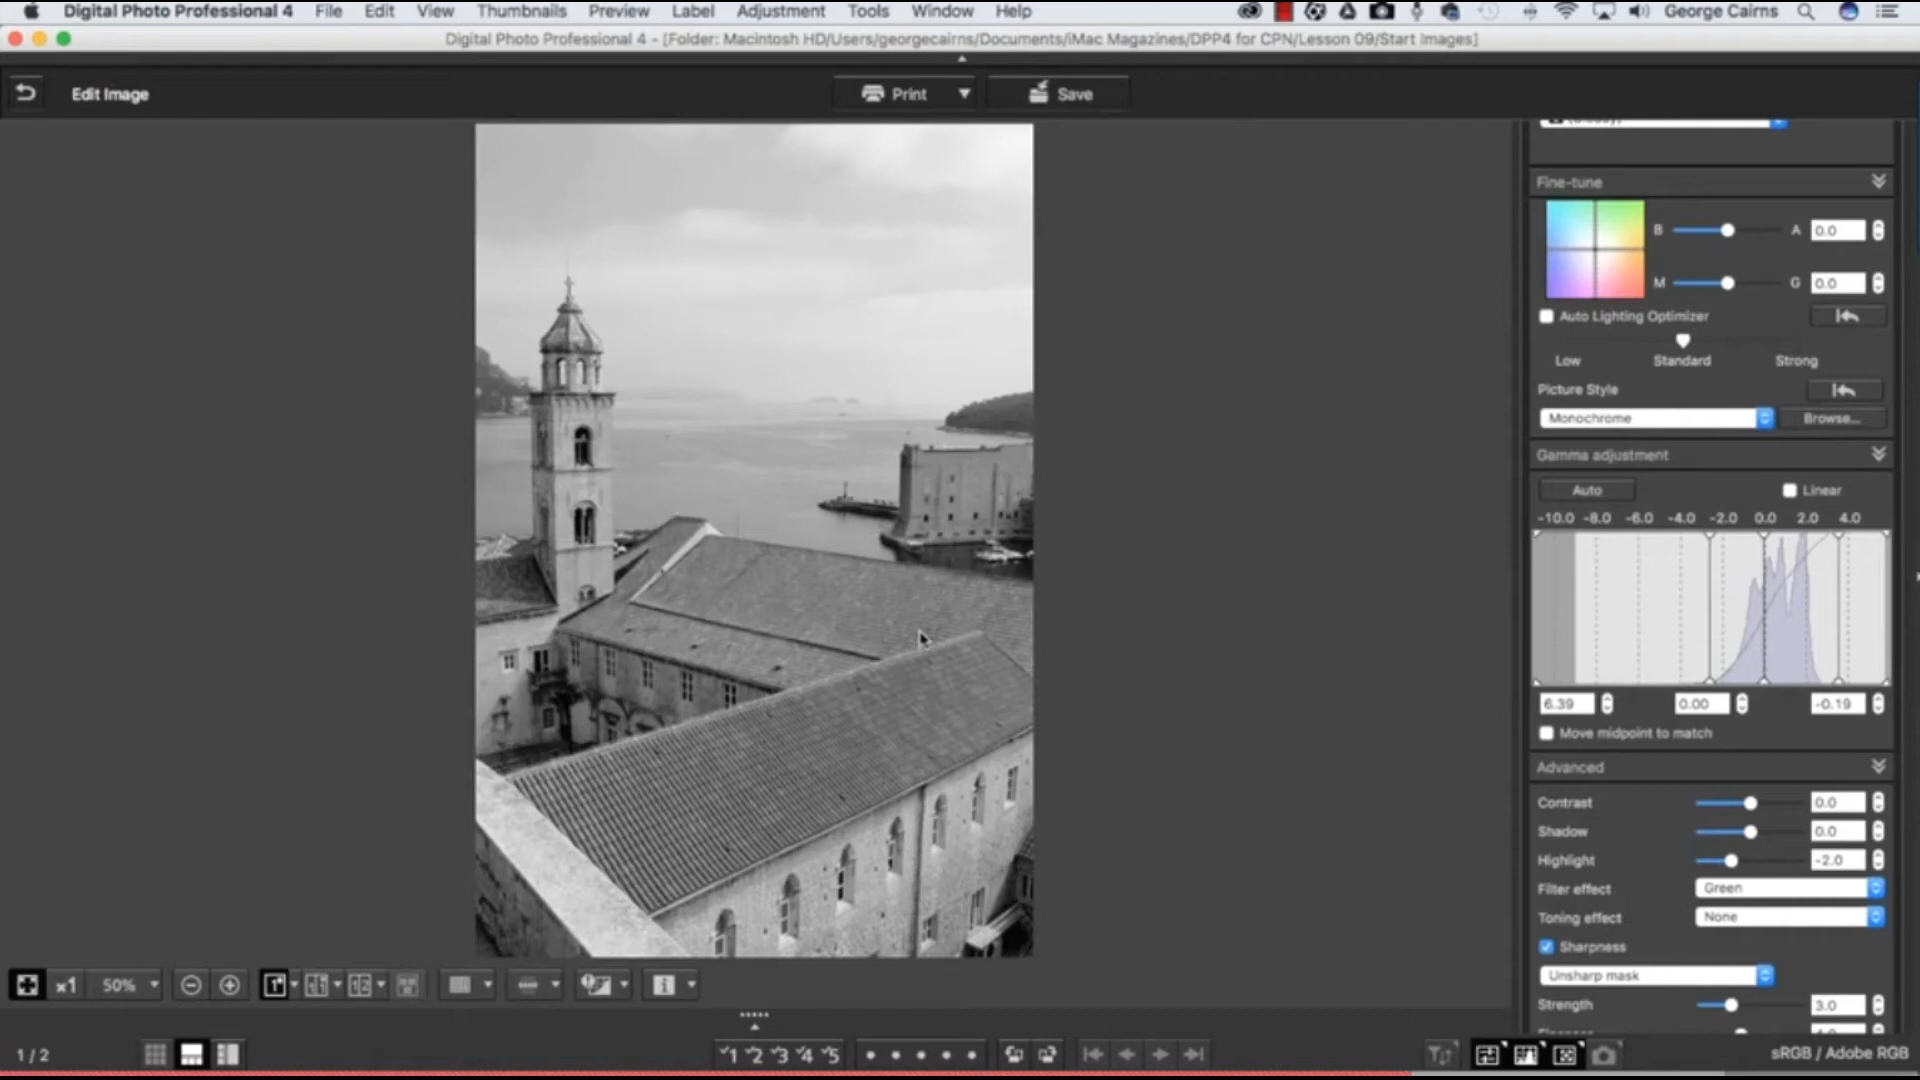 Digital Photo Professional 4 File Edit View Thumbnails Preview Label Adjustment Tools Window Help George Cairns
Digital Photo Professional 4 - [Folder: Macintosh HD/Users/georgecairns/Documents/iMac Magazines/DPP4 for CPN/Lesson 09/Start Images]
Edit Image Print Save
Fine-tune
B A 0.0
M G 0.0
Auto Lighting Optimizer
Low Standard Strong
Picture Style
Monochrome Browse...
Gamma adjustment
Auto Linear
-10.0 -8.0 -6.0 -4.0 -2.0 0.0 2.0 4.0
6.39 0.00 -0.19
Move midpoint to match
Advanced
Contrast 0.0
Shadow 0.0
Highlight -2.0
Filter effect Green
Toning effect None
Sharpness
Unsharp mask
x1 50%
Strength 3.0
1 / 2 1 2 3 4 5 sRGB / Adobe RGB